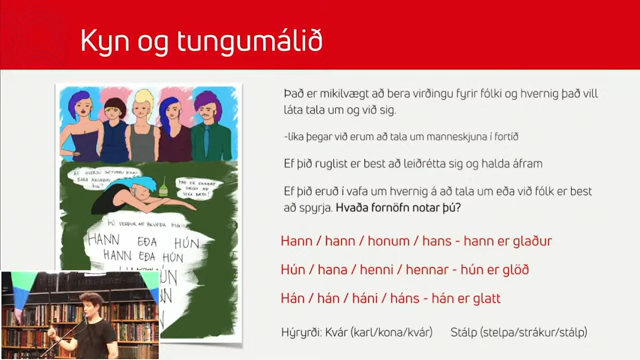 Kyn og tungumálið
Það er mikilvægt að bera virðingu fyrir fólki og hvernig það vill
láta tala um og við sig.
-líka þegar við erum að tala um manneskjuna í fortíð
Ef þið ruglist er best að leiðrétta sig og halda áfram
Ef þið eruð í vafa um hvernig á að tala um eða við fólk er best
að spyrja. Hvaða fornöfn notar þú?
Hann / hann / honum / hans - hann er glaður
Hún / hana / henni / hennar - hún er glöð
Hán / hán / háni / háns - hán er glatt
Hýryrði: Kvár (karl/kona/kvár) Stálp (stelpa/strákur/stálp)
HANN EÐA HÚN
HANN EÐA HÚN